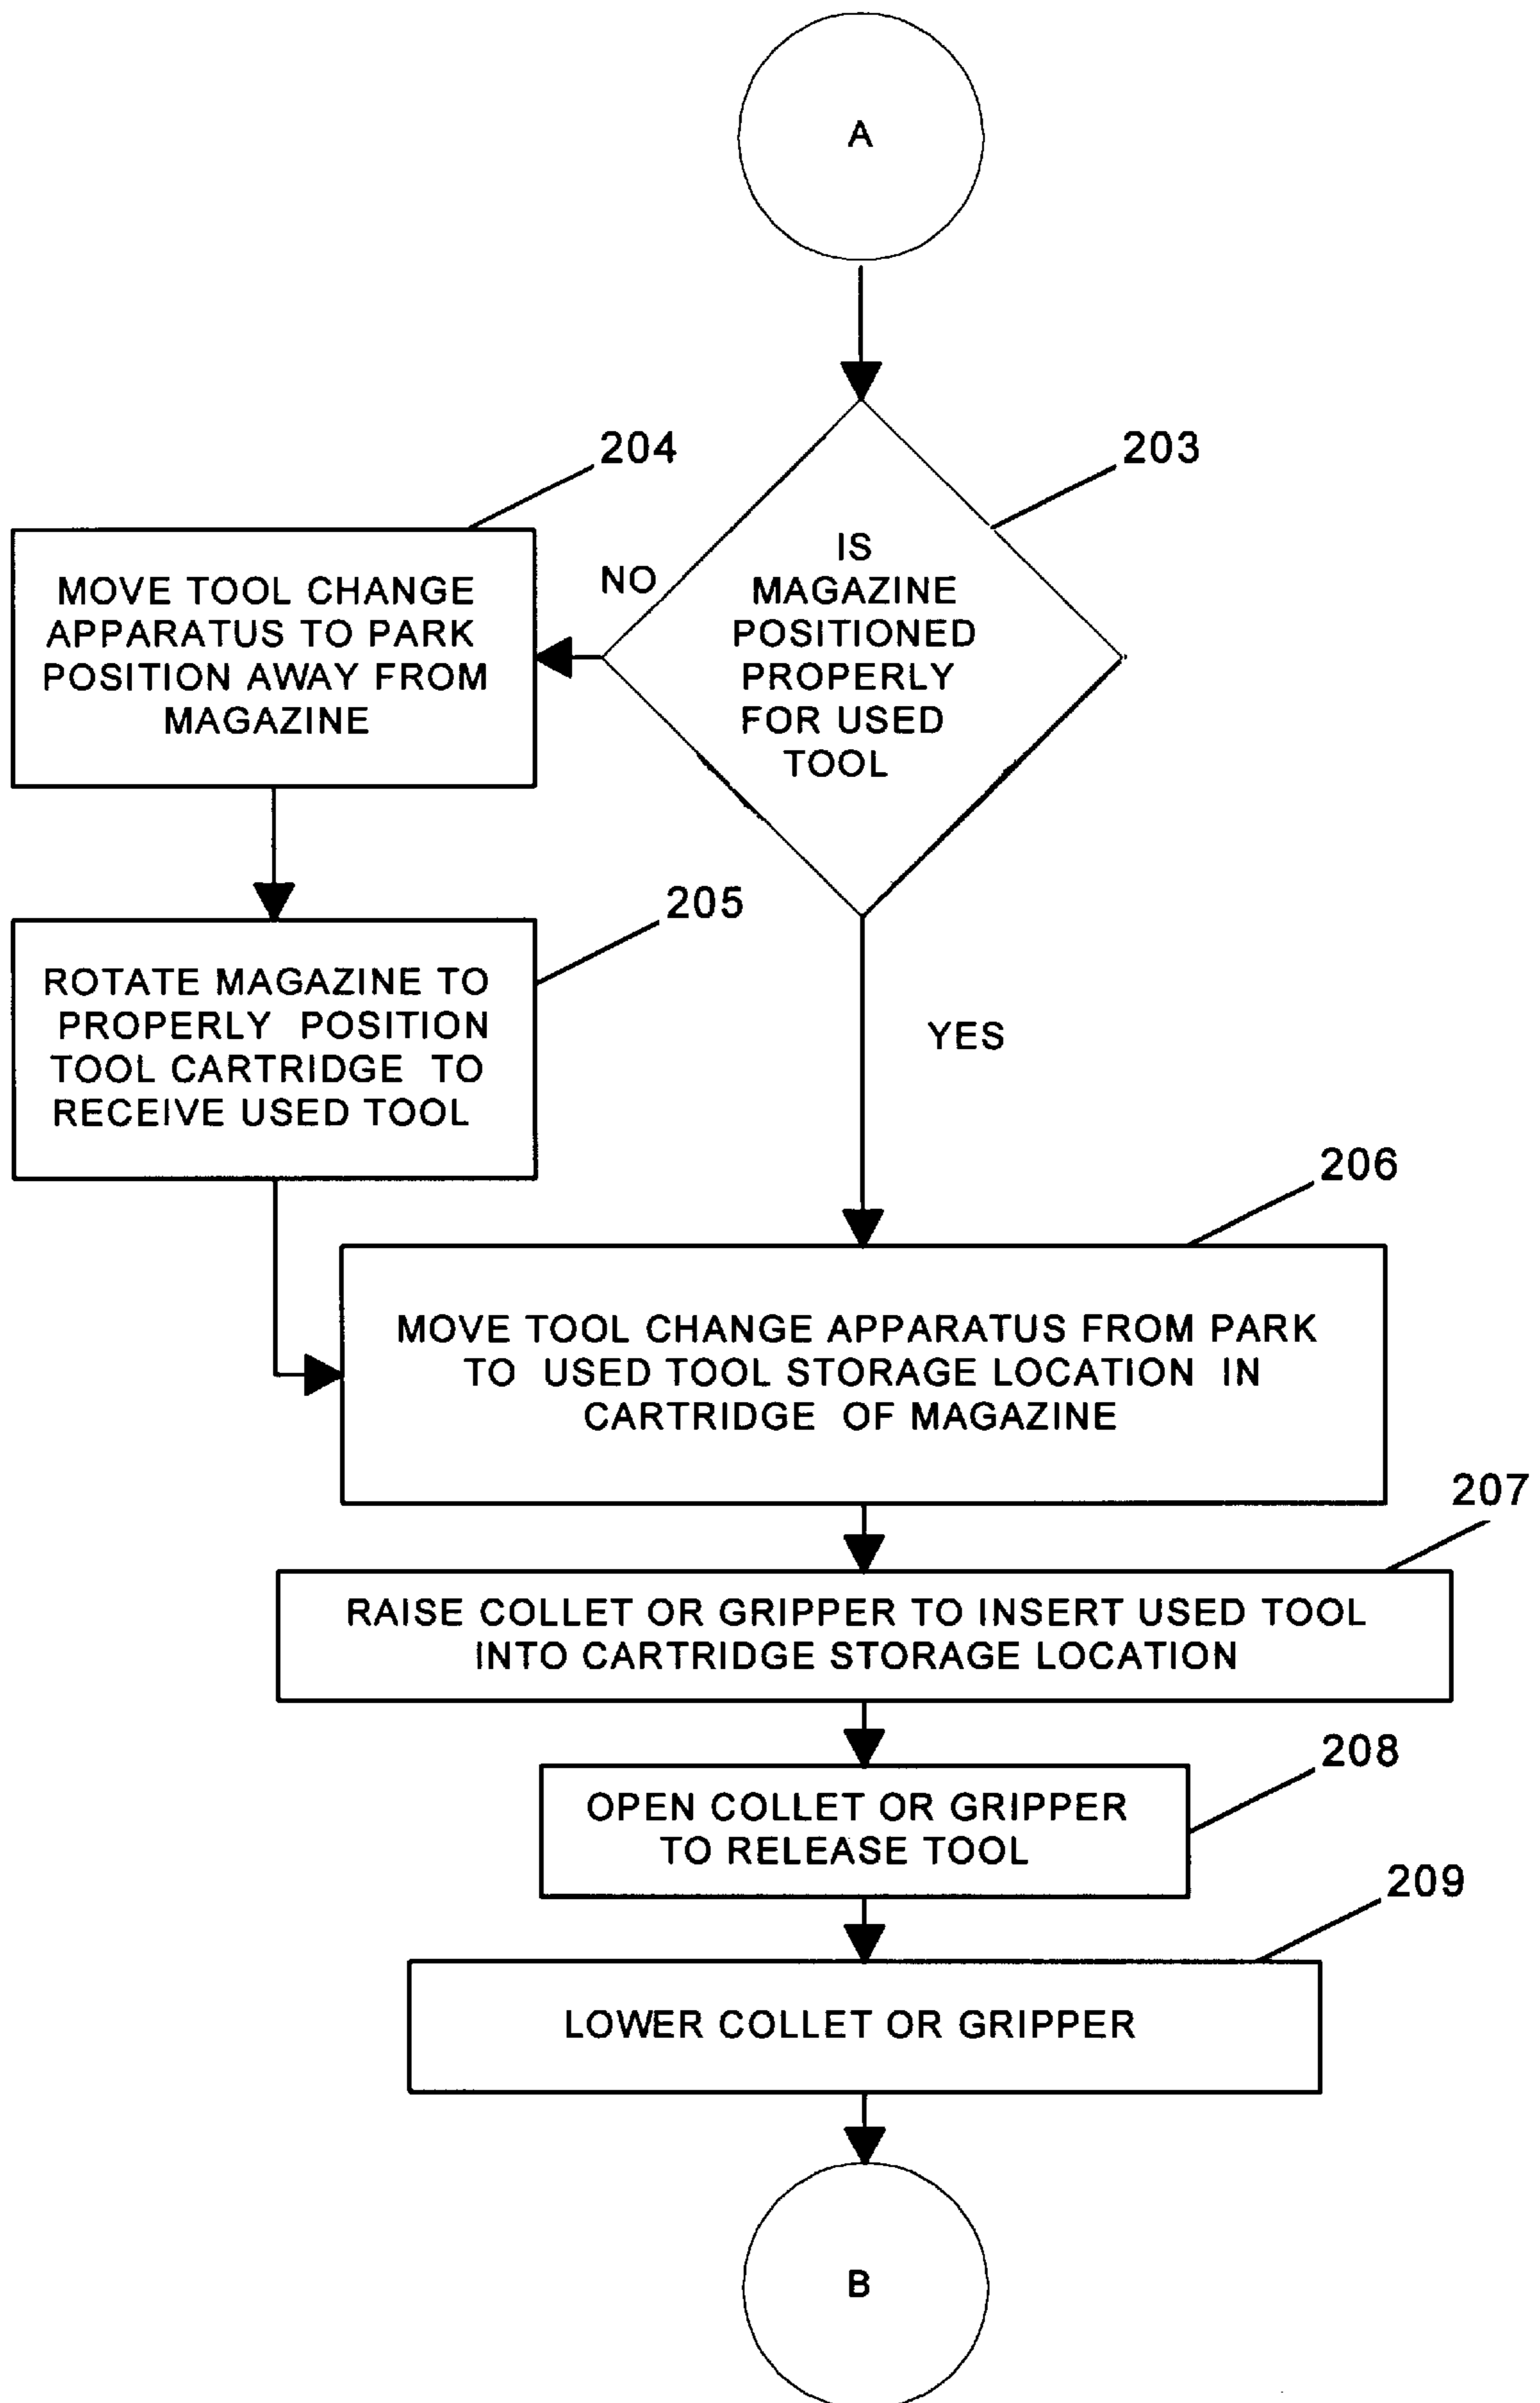 A
204
203
IS
MAGAZINE
POSITIONED
PROPERLY
FOR USED
TOOL
NO
MOVE TOOL CHANGE
APPARATUS TO PARK
POSITION AWAY FROM
MAGAZINE
205
ROTATE MAGAZINE TO
PROPERLY POSITION
TOOL CARTRIDGE TO
RECEIVE USED TOOL
YES
206
MOVE TOOL CHANGE APPARATUS FROM PARK
TO USED TOOL STORAGE LOCATION IN
CARTRIDGE OF MAGAZINE
207
RAISE COLLET OR GRIPPER TO INSERT USED TOOL
INTO CARTRIDGE STORAGE LOCATION
208
OPEN COLLET OR GRIPPER
TO RELEASE TOOL
209
LOWER COLLET OR GRIPPER
B